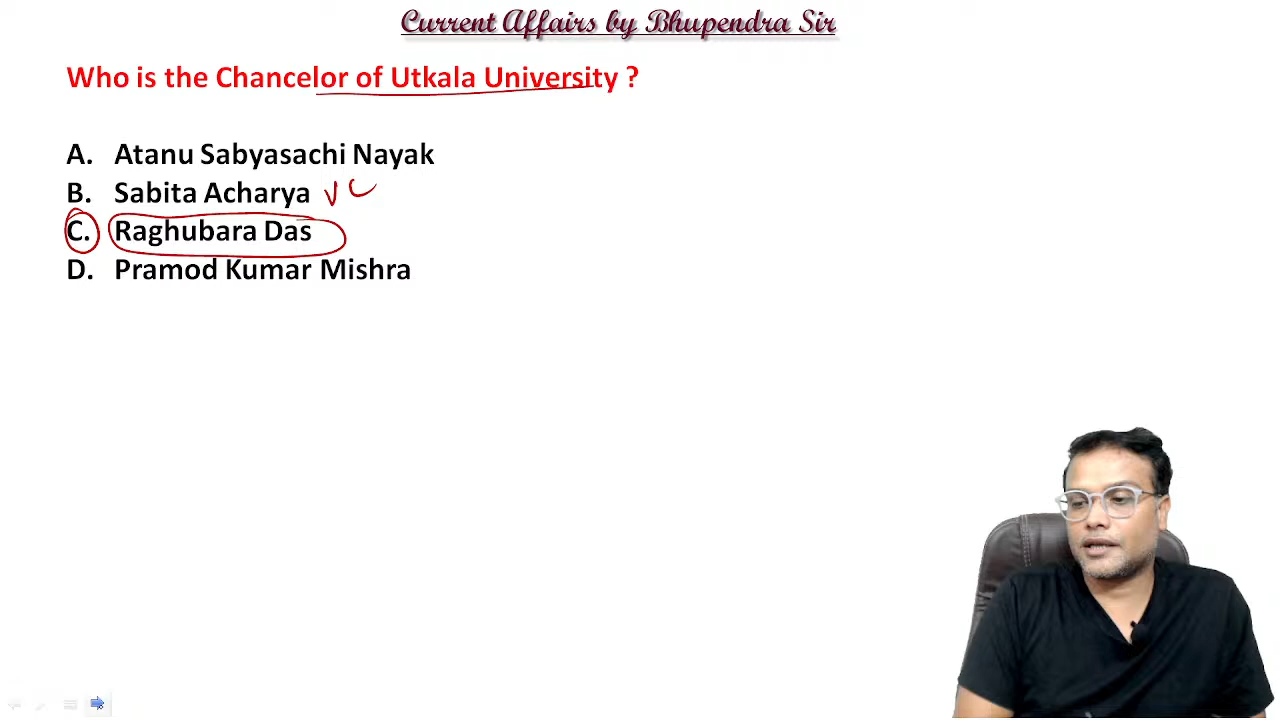 Current Affairs by Bhupendra Sir
Who is the Chancelor of Utkala University ?
A. Atanu Sabyasachi Nayak
B. Sabita Acharya VC
C. Raghubara Das
D. Pramod Kumar Mishra